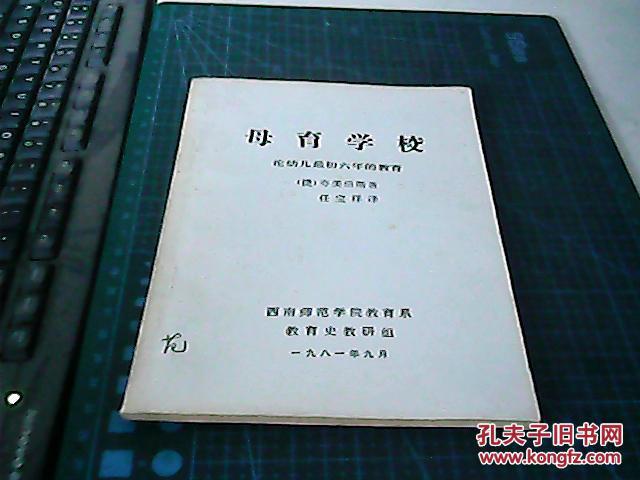 母育学校
论幼儿最初六年的教育
(捷)夸美纽斯著
任宝祥译
西南师范学院教育系
教育史教研组
一九八一年九月
孔夫子旧书网
www.kongfz.com